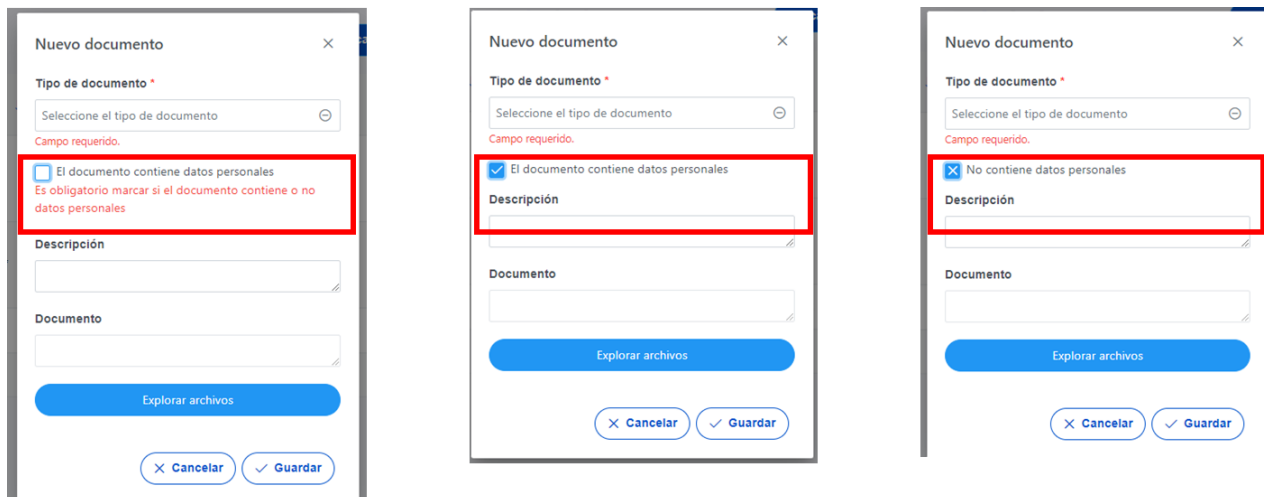 Nuevo documento
Tipo de documento *
Seleccione el tipo de documento
Campo requerido.
El documento contiene datos personales
Es obligatorio marcar si el documento contiene o no
datos personales
Descripción
Documento
Explorar archivos
Cancelar
Guardar
Nuevo documento
Tipo de documento *
Seleccione el tipo de documento
Campo requerido.
El documento contiene datos personales
Descripción
Documento
Explorar archivos
Cancelar
Guardar
Nuevo documento
Tipo de documento *
Seleccione el tipo de documento
Campo requerido.
No contiene datos personales
Descripción
Documento
Explorar archivos
Cancelar
Guardar